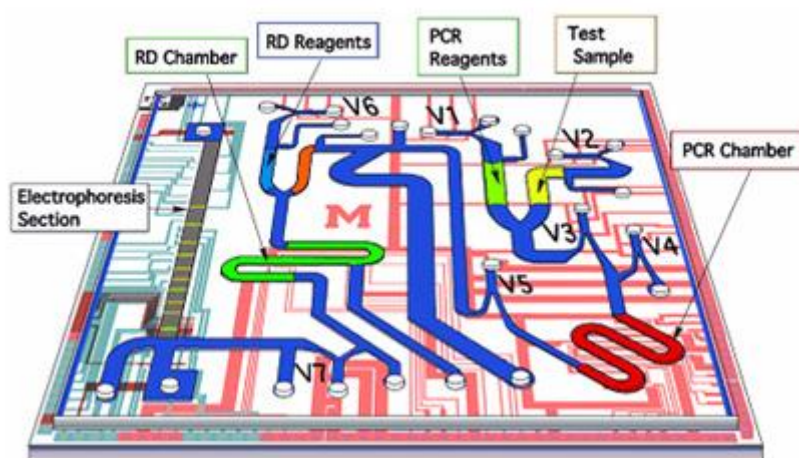 RD Chamber
RD Reagents
PCR
Reagents
Test
Sample
PCR Chamber
Electrophoresis
Section
V6
V1
V2
V3
V4
V5
V7
M